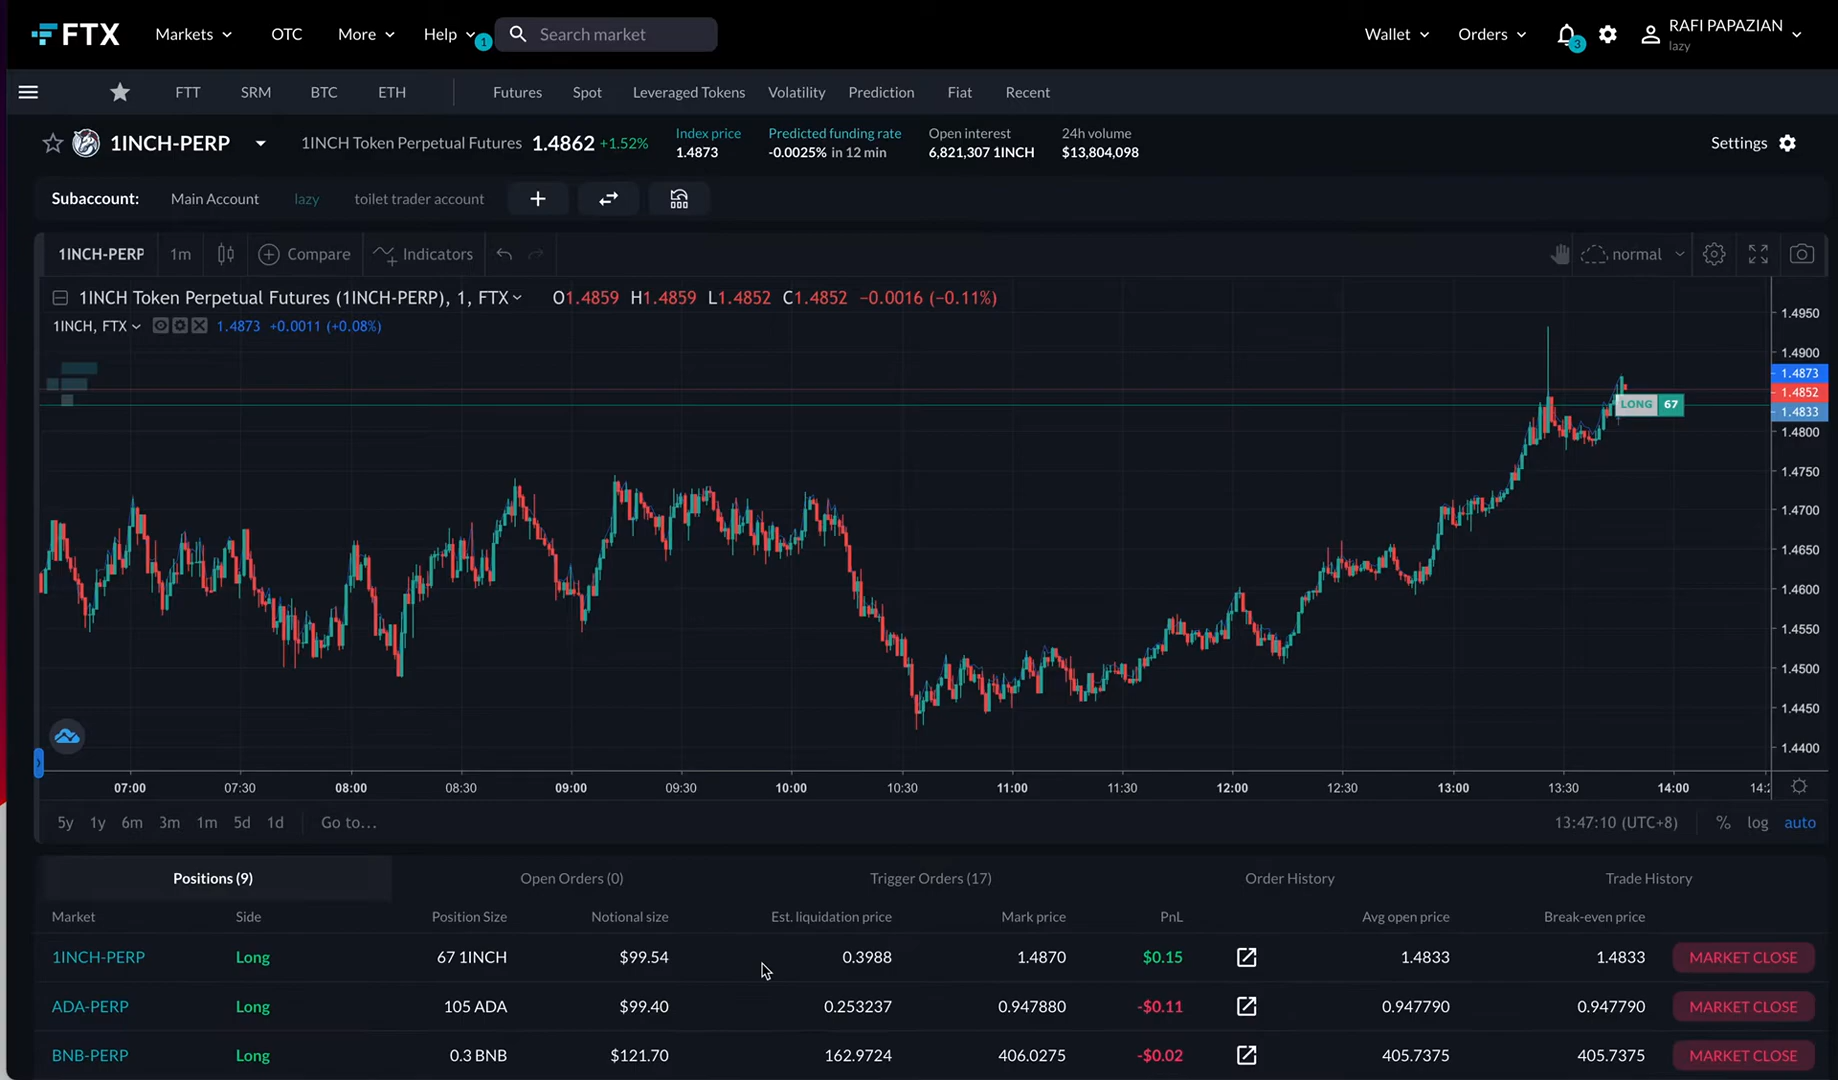 FTX Markets OTC More Help 1 Search market Wallet Orders 3 RAFI PAPAZIAN
lazy
FTT SRM BTC ETH Futures Spot Leveraged Tokens Volatility Prediction Fiat Recent
1INCH-PERP 1INCH Token Perpetual Futures 1.4862 +1.52% Index price Predicted funding rate Open interest 24h volume Settings
1.4873 -0.0025% in 12 min 6,821,307 1INCH $13,804,098
Subaccount: Main Account lazy toilet trader account +
1INCH-PERP 1m Compare Indicators normal
1INCH Token Perpetual Futures (1INCH-PERP), 1, FTX O1.4859 H1.4859 L1.4852 C1.4852 −0.0016 (−0.11%)
1INCH, FTX 1.4873 +0.0011 (+0.08%)
1.4950
1.4900
1.4873
1.4852
LONG 67 1.4833
1.4800
1.4750
1.4700
1.4650
1.4600
1.4550
1.4500
1.4450
1.4400
07:00 07:30 08:00 08:30 09:00 09:30 10:00 10:30 11:00 11:30 12:00 12:30 13:00 13:30 14:00
5y 1y 6m 3m 1m 5d 1d Go to... 13:47:10 (UTC+8) % log auto
Positions (9) Open Orders (0) Trigger Orders (17) Order History Trade History
Market Side Position Size Notional size Est. liquidation price Mark price PnL Avg open price Break-even price
1INCH-PERP Long 67 1INCH $99.54 0.3988 1.4870 $0.15 1.4833 1.4833 MARKET CLOSE
ADA-PERP Long 105 ADA $99.40 0.253237 0.947880 -$0.11 0.947790 0.947790 MARKET CLOSE
BNB-PERP Long 0.3 BNB $121.70 162.9724 406.0275 -$0.02 405.7375 405.7375 MARKET CLOSE